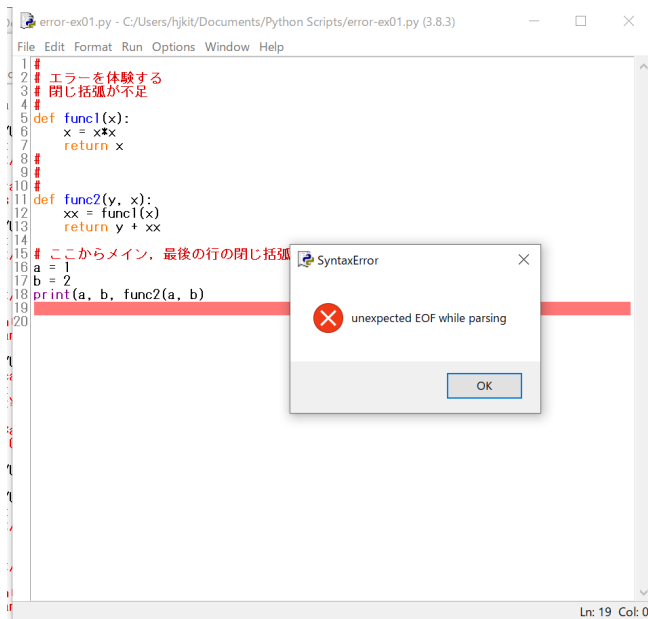 error-ex01.py - C:/Users/hjkit/Documents/Python Scripts/error-ex01.py (3.8.3)
File Edit Format Run Options Window Help
1 #
2 # エラーを体験する
3 # 閉じ括弧が不足
4 #
5 def func1(x):
6     x = x*x
7     return x
8 #
9 #
10 #
11 def func2(y, x):
12     xx = func1(x)
13     return y + xx
14
15 # ここからメイン，最後の行の閉じ括弧
16 a = 1
17 b = 2
18 print(a, b, func2(a, b)
19
20
SyntaxError
unexpected EOF while parsing
OK
Ln: 19 Col: 0